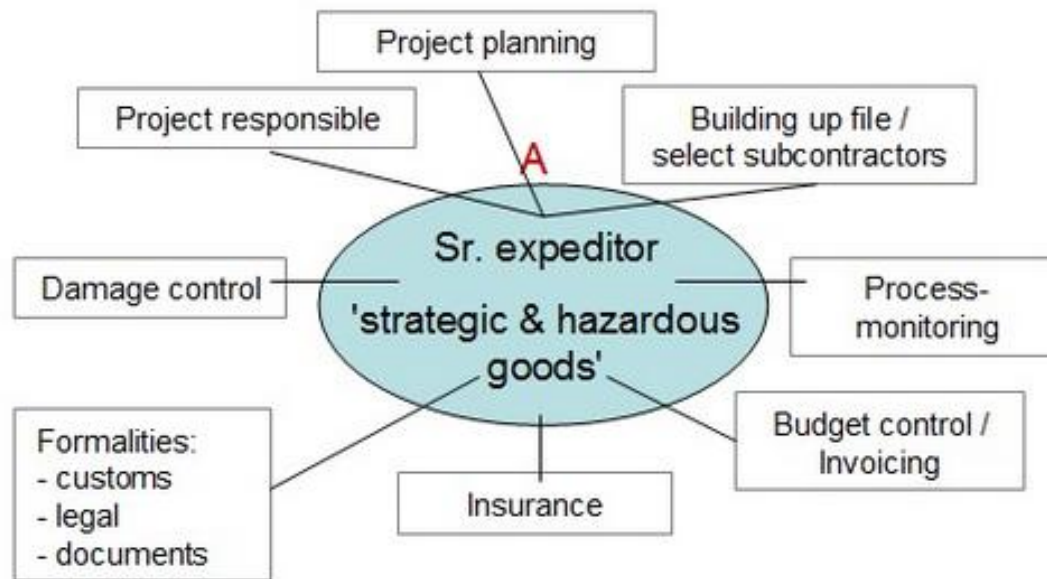 Project planning
Project responsible
Building up file /
select subcontractors
A
Sr. expeditor
'strategic & hazardous
goods'
Damage control
Process-
monitoring
Formalities:
- customs
- legal
- documents
Insurance
Budget control /
Invoicing